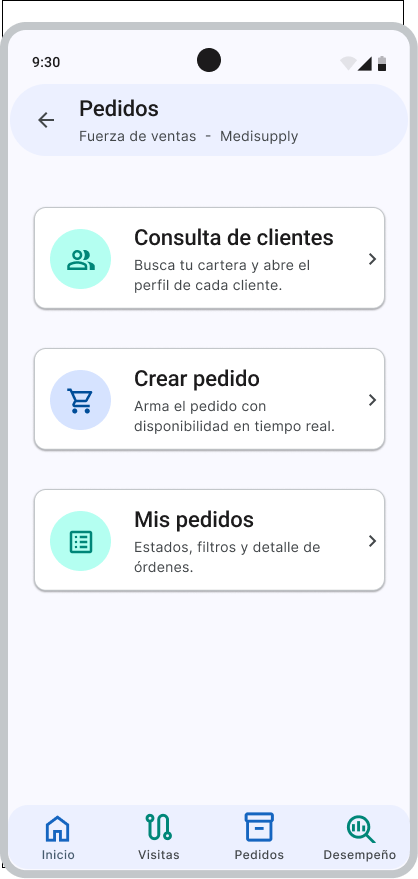 9:30
Pedidos
Fuerza de ventas - Medisupply
Consulta de clientes
Busca tu cartera y abre el
perfil de cada cliente.
Crear pedido
Arma el pedido con
disponibilidad en tiempo real.
Mis pedidos
Estados, filtros y detalle de
órdenes.
Inicio
Visitas
Pedidos
Desempeño